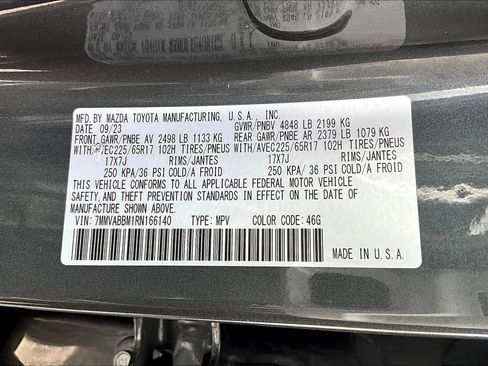 MFD. BY MAZDA TOYOTA MANUFACTURING, U.S.A., INC.
DATE 09/23 GVWR/PNBV 4848 LB 2199 KG
FRONT GAWR/PNBE AV 2498 LB 1133 KG REAR GAWR/PNBE AR 2379 LB 1079 KG
WITH/AVEC225/65R17 102H TIRES/PNEUS WITH/AVEC225/65R17 102H TIRES/PNEUS
17X7J RIMS/JANTES 17X7J RIMS/JANTES
250 KPA/36 PSI COLD/A FROID 250 KPA/36 PSI COLD/A FROID
THIS VEHICLE CONFORMS TO ALL APPLICABLE FEDERAL MOTOR VEHICLE
SAFETY,AND THEFT PREVENTION STANDARDS IN EFFECT ON THE DATE OF
MANUFACTURE SHOWN ABOVE.
VIN: 7MMVABBM1RN166140 TYPE: MPV COLOR CODE: 46G
MADE IN U.S.A.